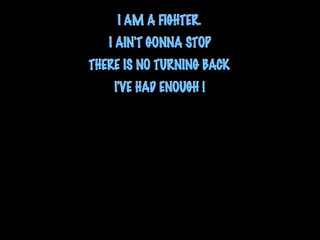 I AM A FIGHTER.
I AIN'T GONNA STOP
THERE IS NO TURNING BACK
I'VE HAD ENOUGH !